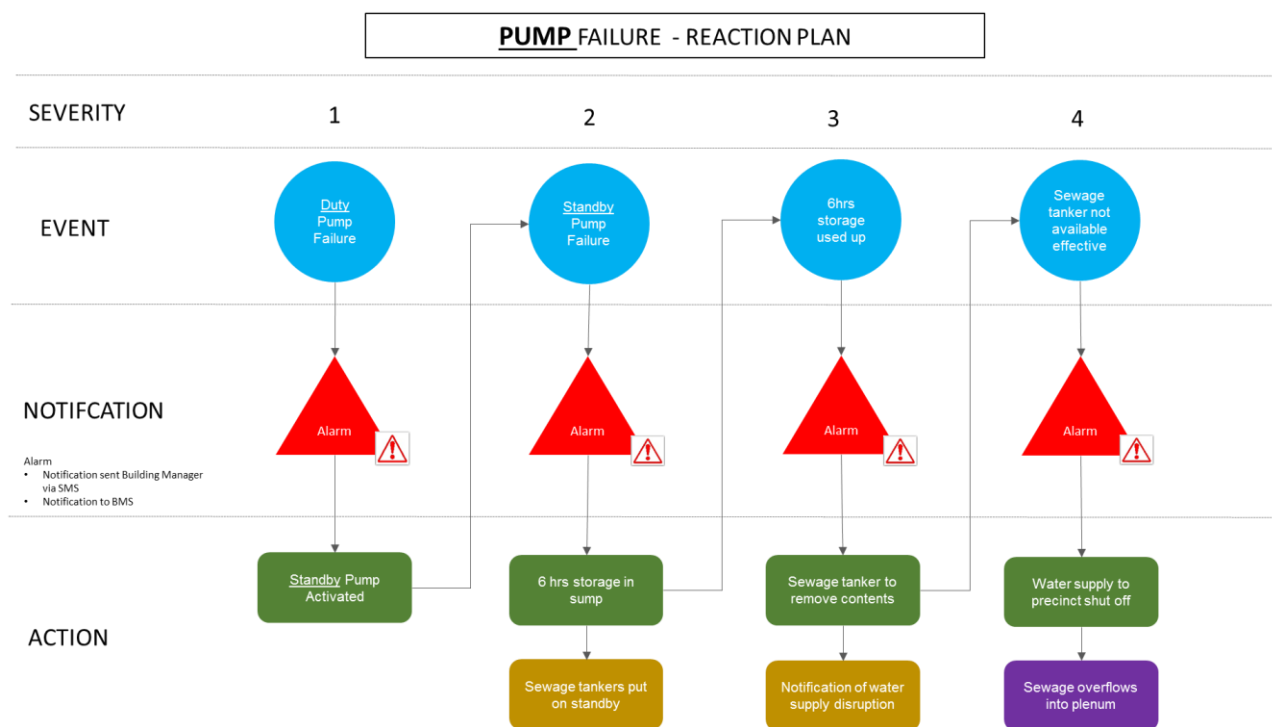 PUMP FAILURE - REACTION PLAN
SEVERITY
1
2
3
4
EVENT
Duty
Pump
Failure
Standby
Pump
Failure
6hrs
storage
used up
Sewage
tanker not
available
effective
NOTIFCATION
Alarm
Alarm
Alarm
Alarm
Alarm
• Notification sent Building Manager
via SMS
• Notification to BMS
ACTION
Standby Pump
Activated
6 hrs storage in
sump
Sewage tanker to
remove contents
Water supply to
precinct shut off
Sewage tankers put
on standby
Notification of water
supply disruption
Sewage overflows
into plenum